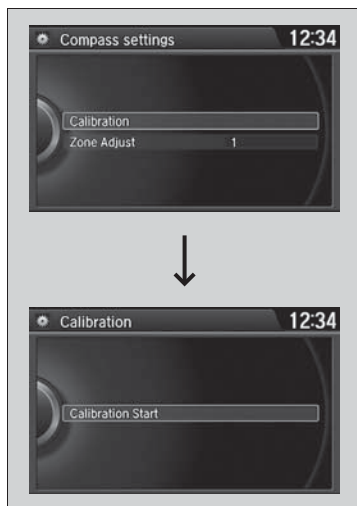 Compass settings 12:34
Calibration
Zone Adjust 1
Calibration 12:34
Calibration Start